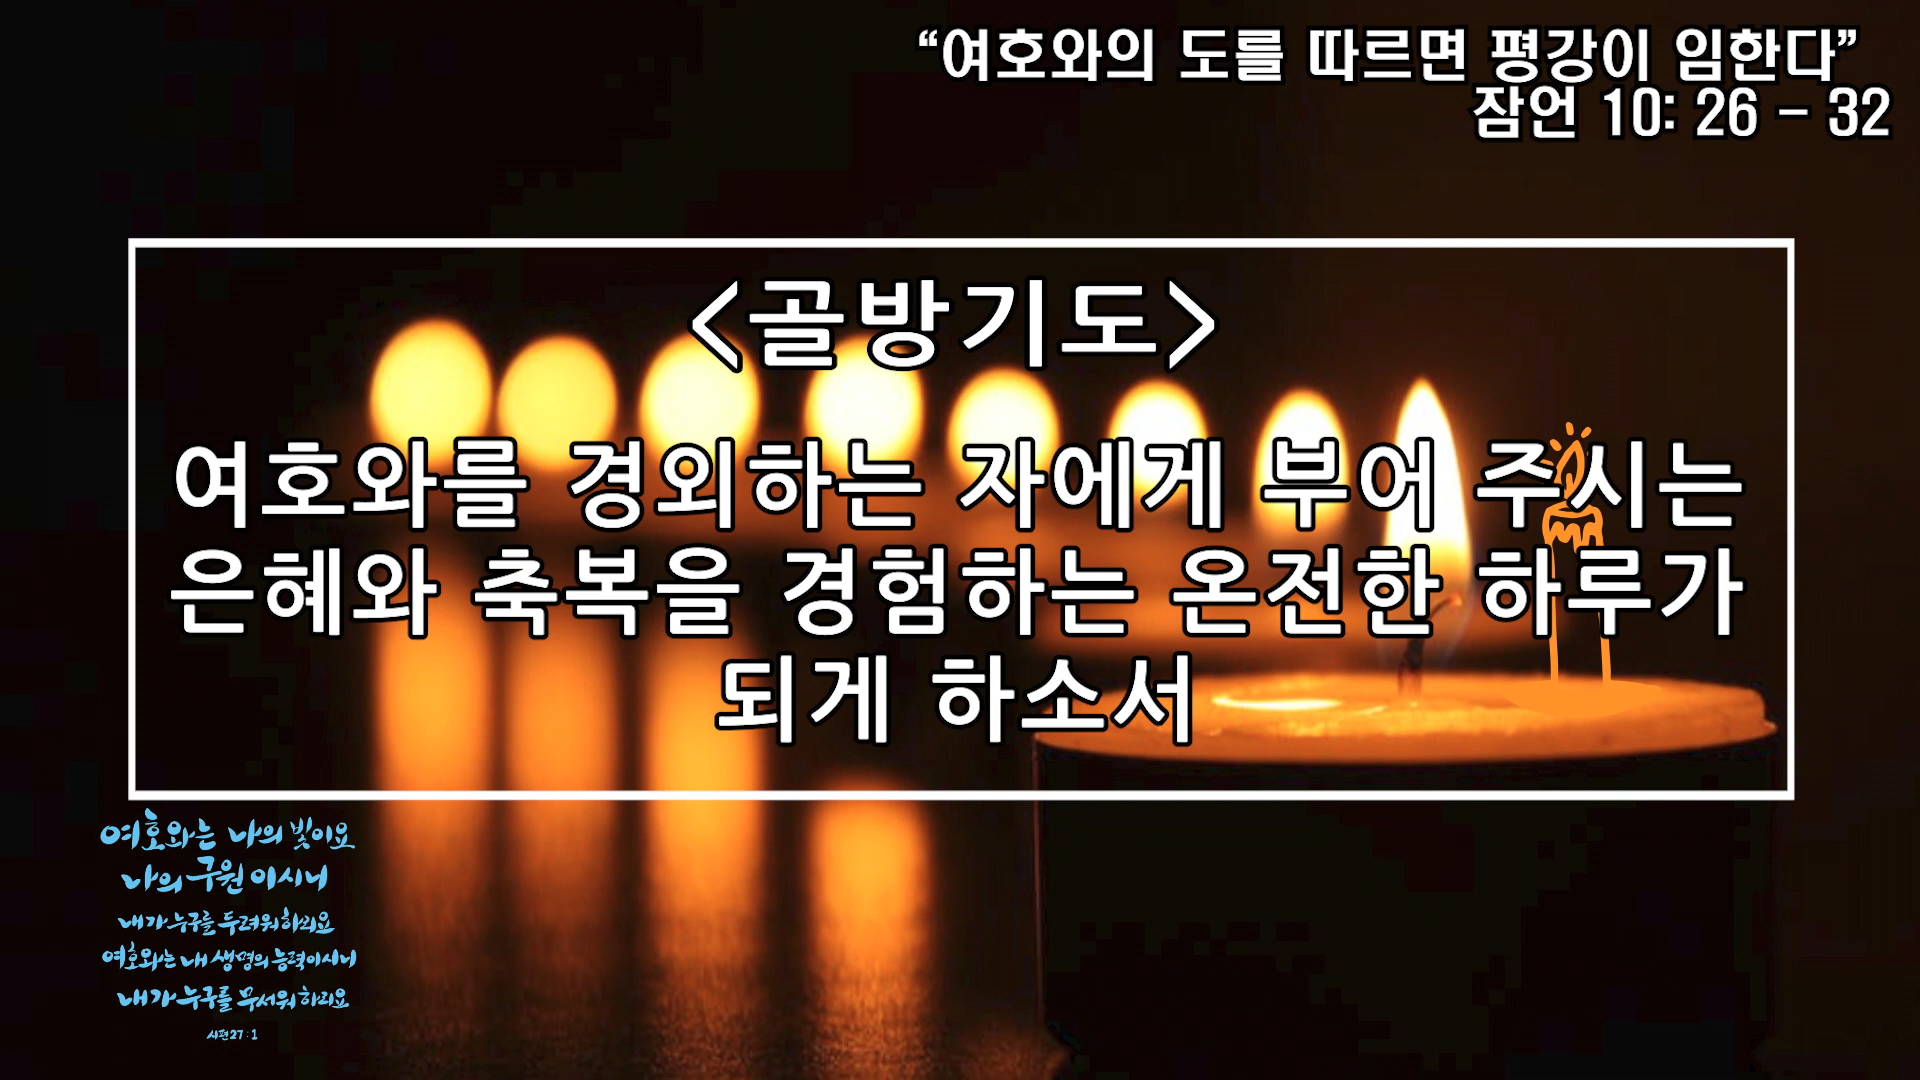 “여호와의 도를 따르면 평강이 임한다”
잠언 10: 26 – 32
<골방기도>
여호와를 경외하는 자에게 부어 주시는
은혜와 축복을 경험하는 온전한 하루가
되게 하소서
여호와는 나의 빛이요
나의 구원이시니
내가 누구를 두려워하리요
여호와는 내 생명의 능력이시니
내가 누구를 무서워하리요
시편27:1